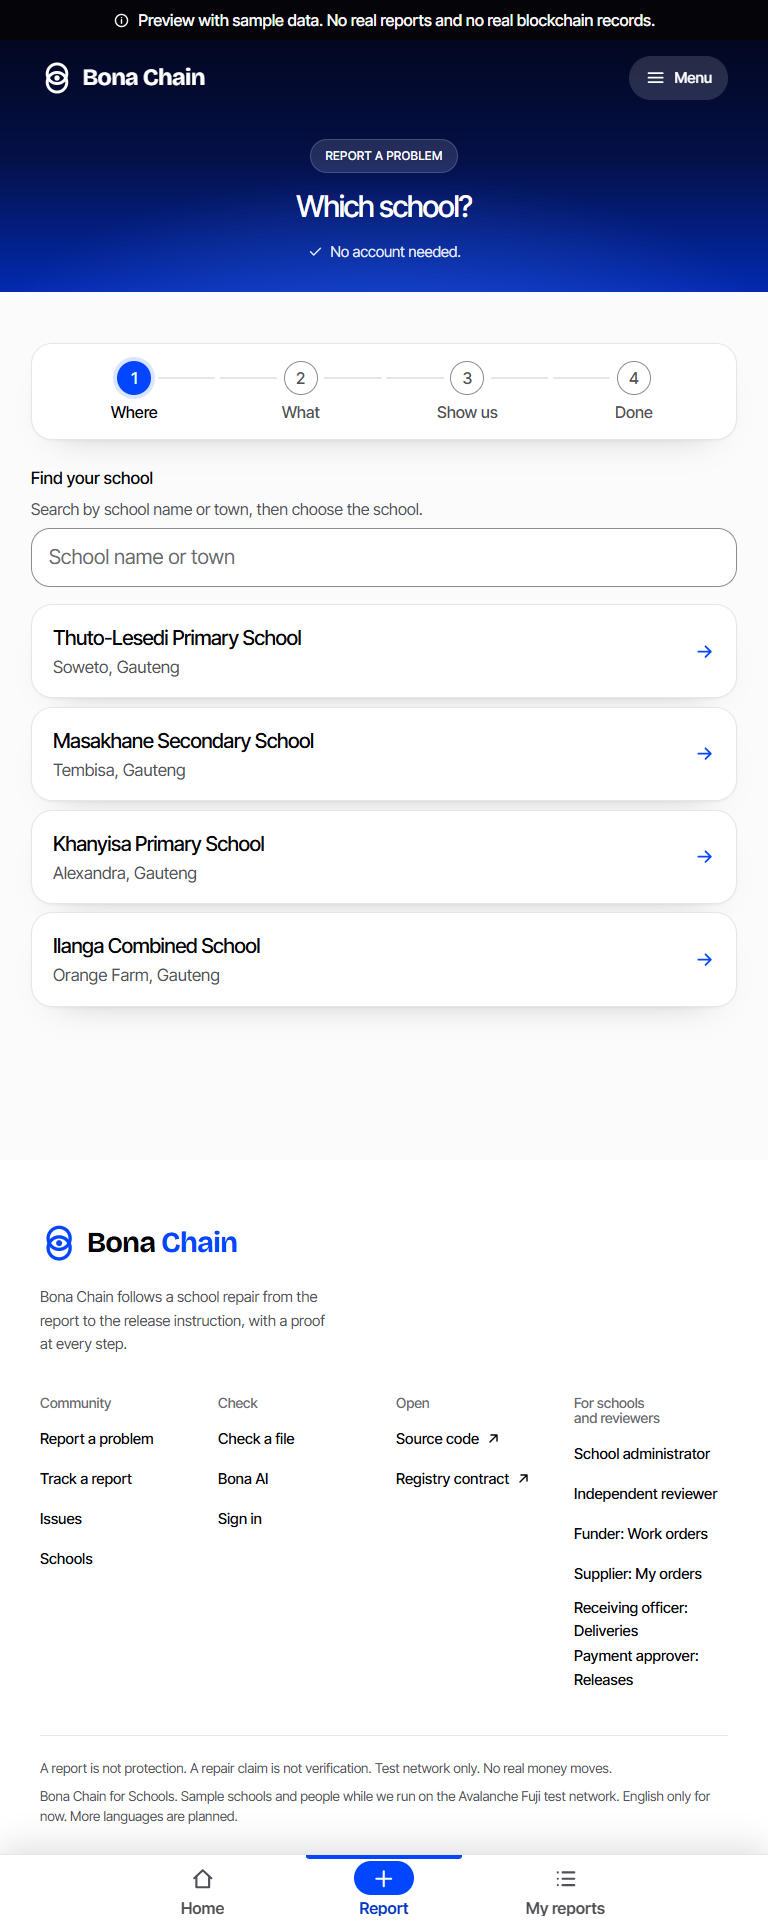 Preview with sample data. No real reports and no real blockchain records.
Bona Chain
Menu
REPORT A PROBLEM
Which school?
No account needed.
1
2
3
4
Where
What
Show us
Done
Find your school
Search by school name or town, then choose the school.
School name or town
Thuto-Lesedi Primary School
Soweto, Gauteng
Masakhane Secondary School
Tembisa, Gauteng
Khanyisa Primary School
Alexandra, Gauteng
Ilanga Combined School
Orange Farm, Gauteng
Bona Chain
Bona Chain follows a school repair from the
report to the release instruction, with a proof
at every step.
Community
Report a problem
Track a report
Issues
Schools
Check
Check a file
Bona AI
Sign in
Open
Source code
Registry contract
For schools
and reviewers
School administrator
Independent reviewer
Funder: Work orders
Supplier: My orders
Receiving officer:
Deliveries
Payment approver:
Releases
A report is not protection. A repair claim is not verification. Test network only. No real money moves.
Bona Chain for Schools. Sample schools and people while we run on the Avalanche Fuji test network. English only for
now. More languages are planned.
Home
Report
My reports